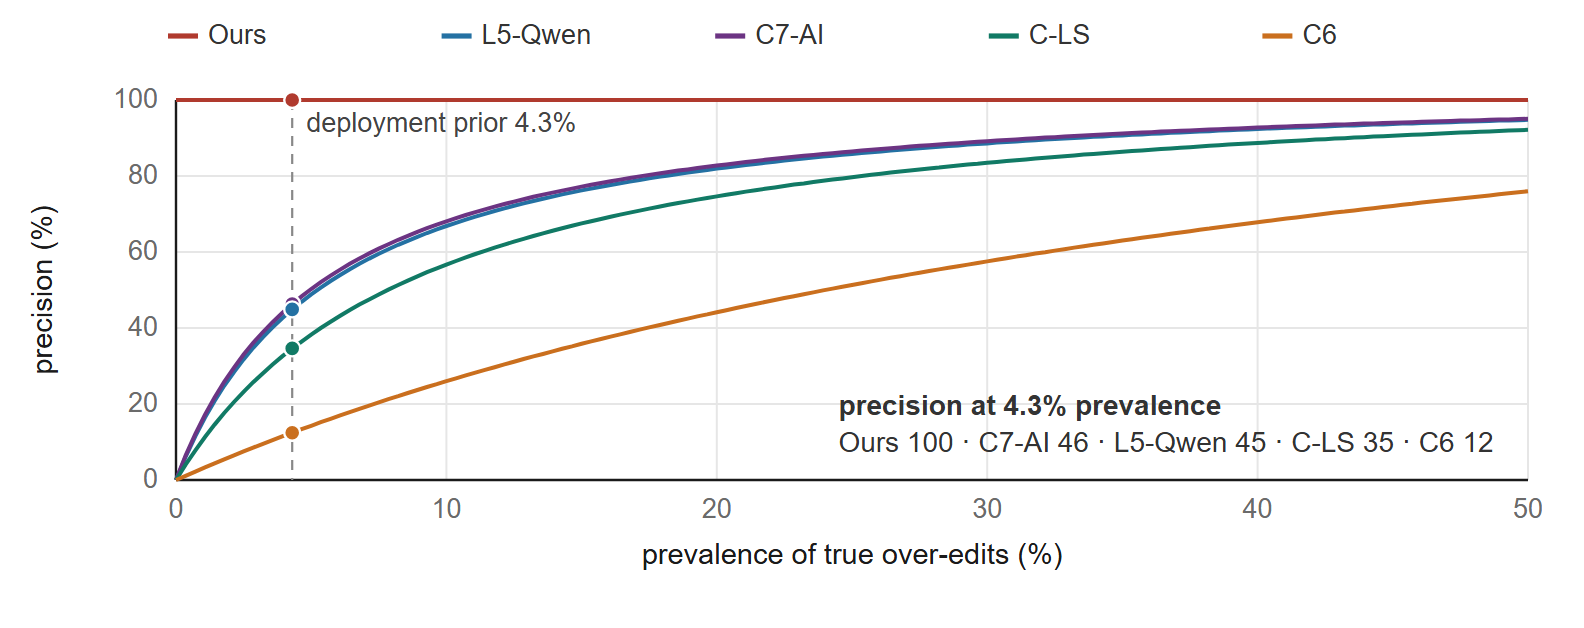 Ours L5-Qwen C7-AI C-LS C6
100
deployment prior 4.3%
80
60
40
20
0
precision (%)
precision at 4.3% prevalence
Ours 100 · C7-AI 46 · L5-Qwen 45 · C-LS 35 · C6 12
0 10 20 30 40 50
prevalence of true over-edits (%)